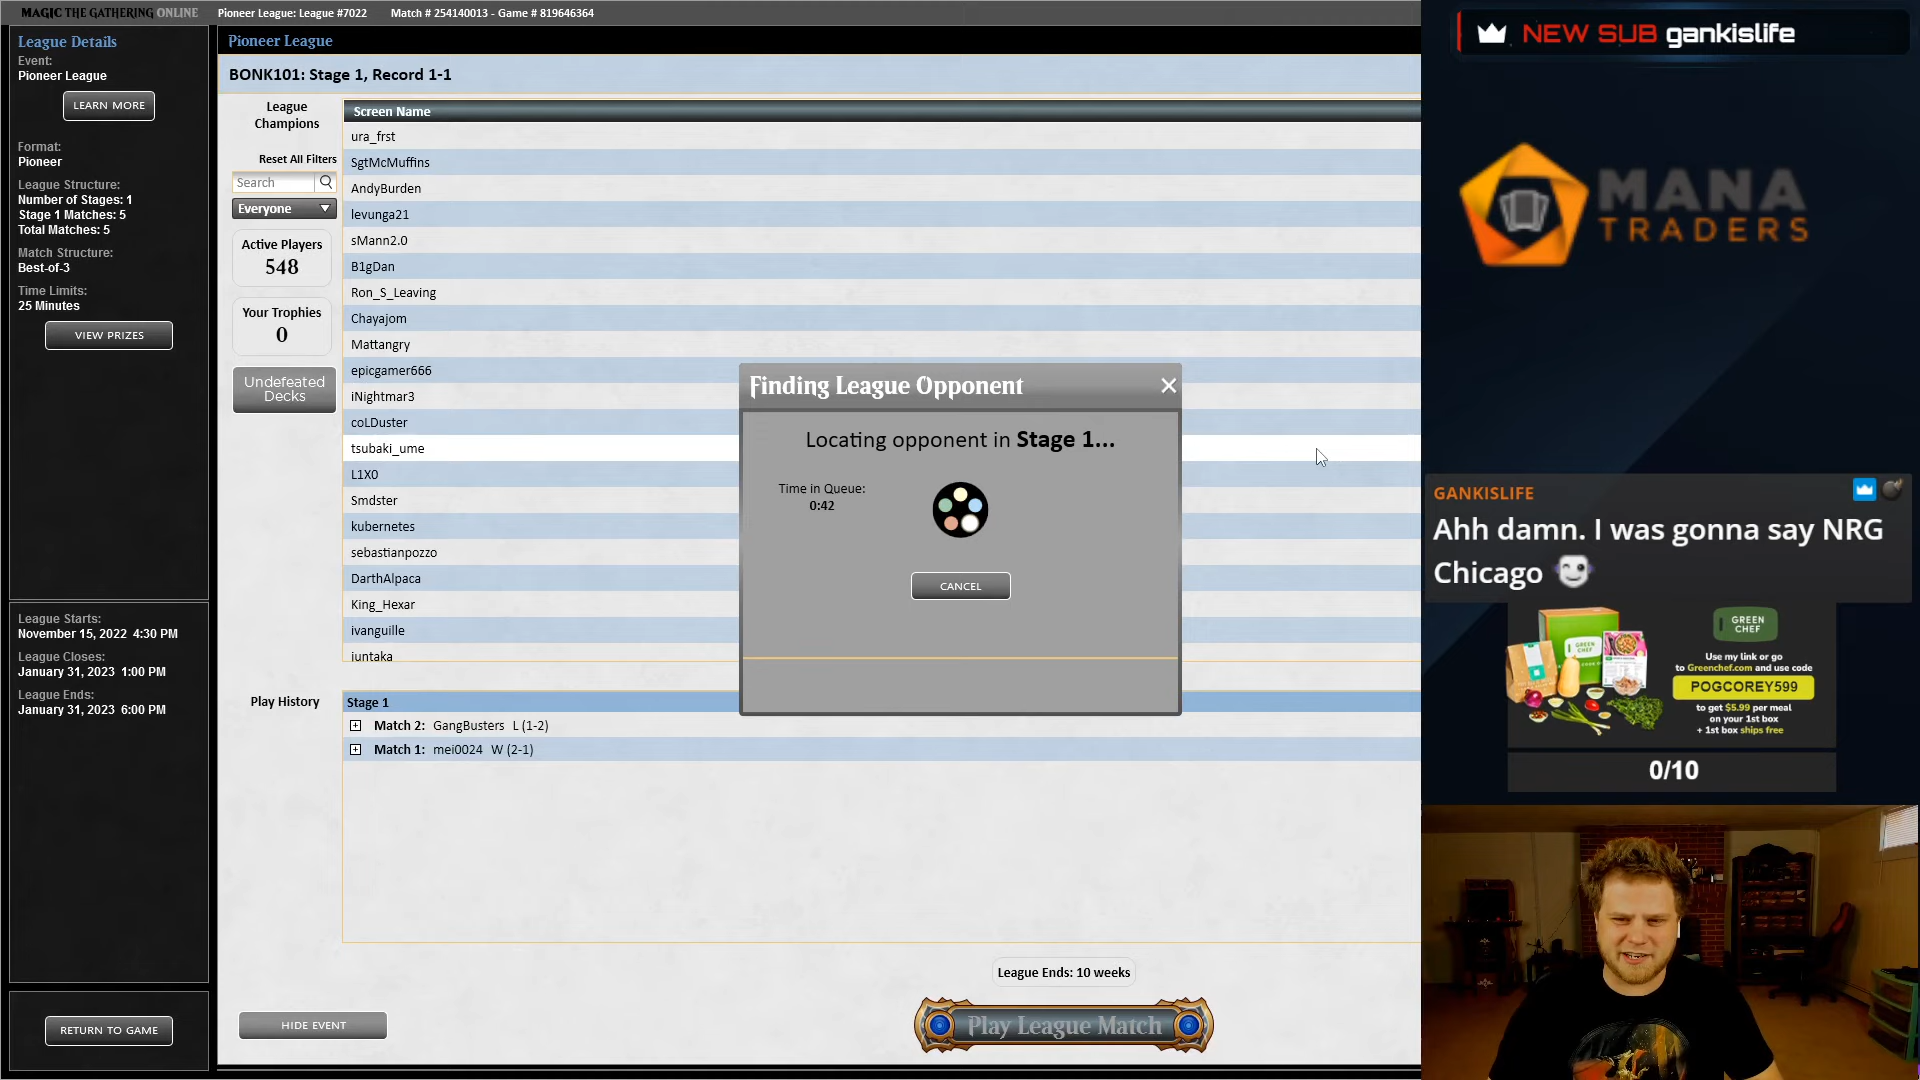 MAGIC THE GATHERING ONLINE
Pioneer League: League #7022
Match # 254140013 - Game # 819646364
League Details
Event:
Pioneer League
LEARN MORE
Format:
Pioneer
League Structure:
Number of Stages: 1
Stage 1 Matches: 5
Total Matches: 5
Match Structure:
Best-of-3
Time Limits:
25 Minutes
VIEW PRIZES
League Starts:
November 15, 2022 4:30 PM
League Closes:
January 31, 2023 1:00 PM
League Ends:
January 31, 2023 6:00 PM
RETURN TO GAME
Pioneer League
BONK101: Stage 1, Record 1-1
League
Champions
Reset All Filters
Search
Everyone
Active Players
548
Your Trophies
0
Undefeated
Decks
Screen Name
ura_frst
SgtMcMuffins
AndyBurden
levunga21
sMann2.0
B1gDan
Ron_S_Leaving
Chayajom
Mattangry
epicgamer666
iNightmar3
coLDuster
tsubaki_ume
L1X0
Smdster
kubernetes
sebastianpozzo
DarthAlpaca
King_Hexar
ivanguille
iuntaka
Finding League Opponent
Locating opponent in Stage 1...
Time in Queue:
0:42
CANCEL
Play History
Stage 1
Match 2: GangBusters L (1-2)
Match 1: mei0024 W (2-1)
League Ends: 10 weeks
HIDE EVENT
Play League Match
NEW SUB gankislife
MANA
TRADERS
GANKISLIFE
Ahh damn. I was gonna say NRG
Chicago
GREEN
CHEF
Use my link or go
to Greenchef.com and use code
POGCOREY599
to get $5.99 per meal
on your 1st box
+ 1st box ships free
0/10